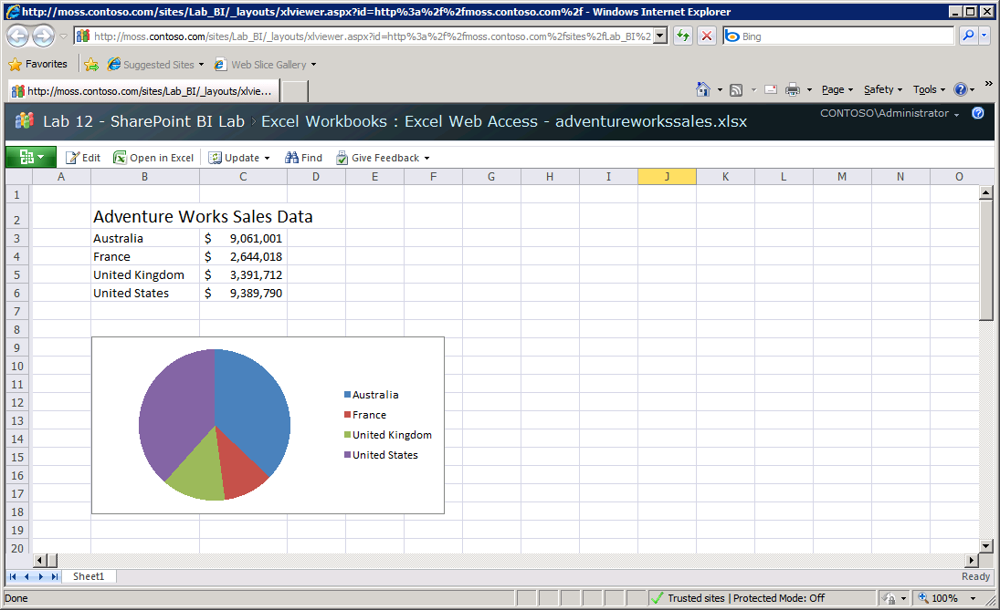 http://moss.contoso.com/sites/Lab_BI/_layouts/xlviewer.aspx?id=http%3a%2f%2fmoss.contoso.com%2f - Windows Internet Explorer
http://moss.contoso.com/sites/Lab_BI/_layouts/xlviewer.aspx?id=http%3a%2f%2fmoss.contoso.com%2fsites%2fLab_BI%2 Bing
Favorites Suggested Sites Web Slice Gallery
http://moss.contoso.com/sites/Lab_BI/_layouts/xlvie... Page Safety Tools »
Lab 12 - SharePoint BI Lab › Excel Workbooks : Excel Web Access - adventureworkssales.xlsx CONTOSO\Administrator
Edit Open in Excel Update Find Give Feedback
A B C D E F G H I J K L M N O
1
2 Adventure Works Sales Data
3 Australia $ 9,061,001
4 France $ 2,644,018
5 United Kingdom $ 3,391,712
6 United States $ 9,389,790
7
8
9
10
11
Australia
12
France
13
United Kingdom
14
United States
15
16
17
18
19
20
Sheet1
Ready
Done Trusted sites | Protected Mode: Off 100%